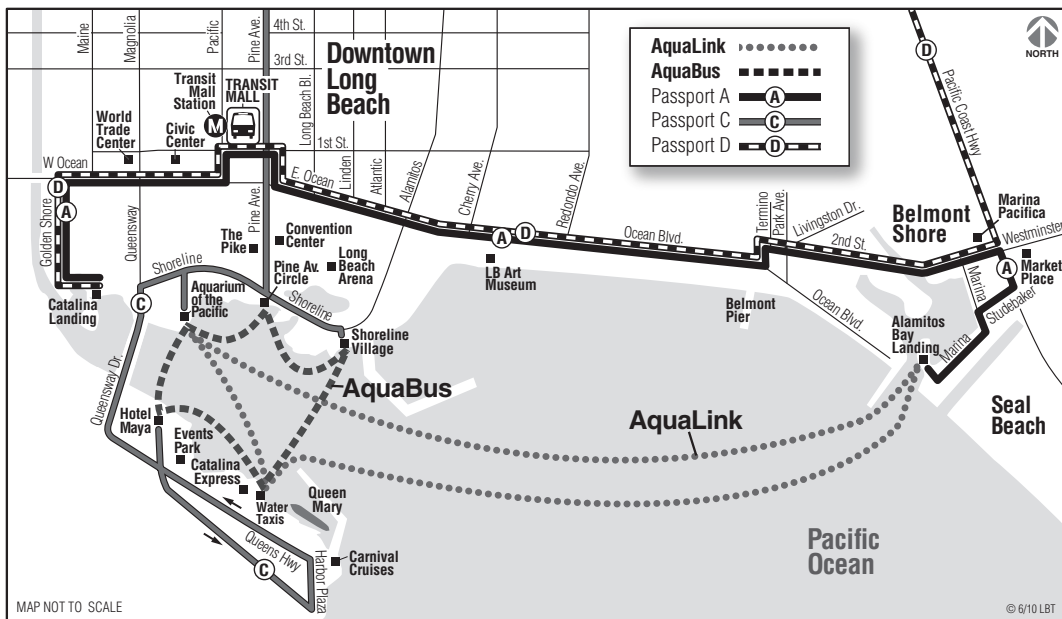 Maine
Magnolia
Pacific
Pine Ave.
4th St.
3rd St.
Downtown
Long
Beach
Transit
Mall
Station
TRANSIT
MALL
M
Long Beach Bl.
World
Trade
Center
Civic
Center
1st St.
W Ocean
E. Ocean
Linden
Atlantic
Alamitos
Cherry Ave.
Redondo Ave.
AquaLink
AquaBus
Passport A
A
Passport C
C
Passport D
D
NORTH
D
Pacific Coast Hwy
D
A
Golden Shore
Queensway
Pine Ave.
The
Pike
Convention
Center
Pine Av.
Circle
Long
Beach
Arena
A
D
LB Art
Museum
Ocean Blvd.
Termino
Park Ave.
Livingston Dr.
2nd St.
Belmont
Shore
Marina
Pacifica
Westminster
A
Market
Place
Marina
Studebaker
Marina
Catalina
Landing
Shoreline
C
Aquarium
of the
Pacific
Shoreline
Shoreline
Village
Belmont
Pier
Ocean Blvd.
Alamitos
Bay
Landing
Seal
Beach
Queensway Dr.
AquaBus
AquaLink
Hotel
Maya
Events
Park
Catalina
Express
Water
Taxis
Queen
Mary
Queens Hwy
C
Harbor Plaza
Carnival
Cruises
Pacific
Ocean
MAP NOT TO SCALE
© 6/10 LBT